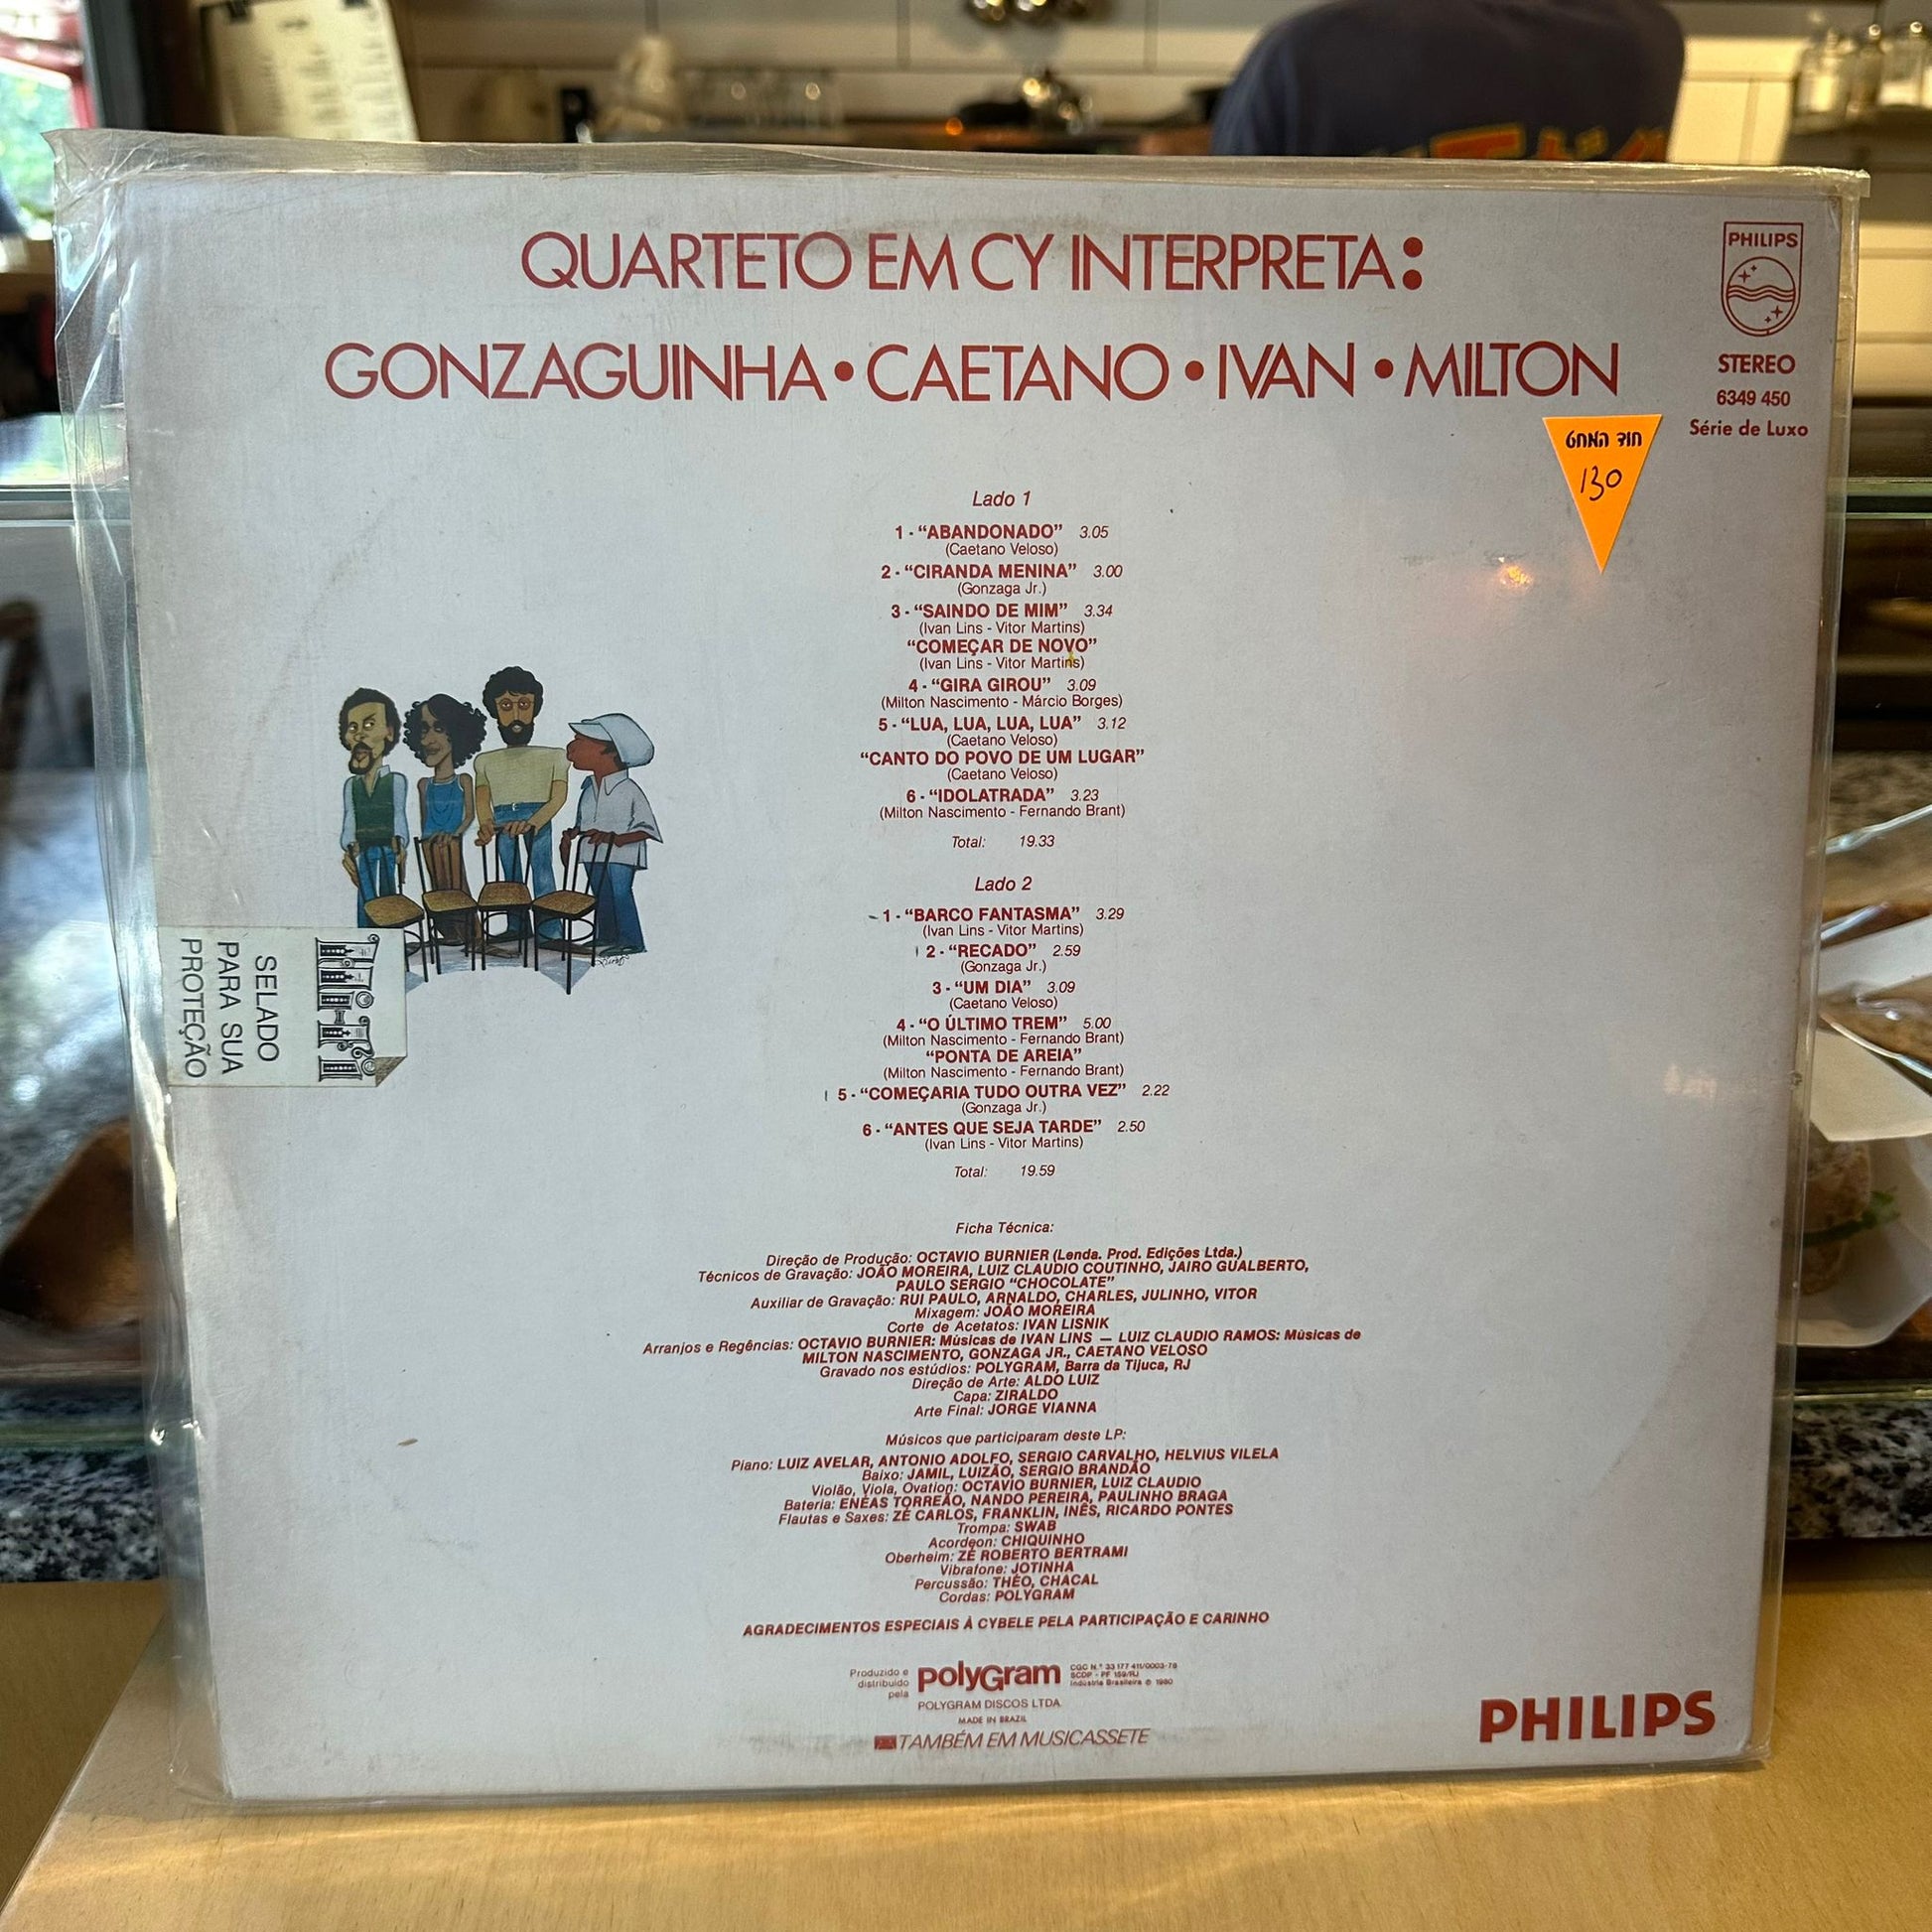 QUARTETO EM CY INTERPRETA:
GONZAGUINHA • CAETANO • IVAN • MILTON
PHILIPS
STEREO
6349 450
Série de Luxo
חוד המחט
130
Lado 1
1 - “ABANDONADO” 3.05
(Caetano Veloso)
2 - “CIRANDA MENINA” 3.00
(Gonzaga Jr.)
3 - “SAINDO DE MIM” 3.34
(Ivan Lins - Vitor Martins)
“COMEÇAR DE NOVO”
(Ivan Lins - Vitor Martins)
4 - “GIRA GIROU” 3.09
(Milton Nascimento - Márcio Borges)
5 - “LUA, LUA, LUA, LUA” 3.12
(Caetano Veloso)
“CANTO DO POVO DE UM LUGAR”
(Caetano Veloso)
6 - “IDOLATRADA” 3.23
(Milton Nascimento - Fernando Brant)
Total: 19.33
Lado 2
1 - “BARCO FANTASMA” 3.29
(Ivan Lins - Vitor Martins)
2 - “RECADO” 2.59
(Gonzaga Jr.)
3 - “UM DIA” 3.09
(Caetano Veloso)
4 - “O ÚLTIMO TREM” 5.00
(Milton Nascimento - Fernando Brant)
“PONTA DE AREIA”
(Milton Nascimento - Fernando Brant)
5 - “COMEÇARIA TUDO OUTRA VEZ” 2.22
(Gonzaga Jr.)
6 - “ANTES QUE SEJA TARDE” 2.50
(Ivan Lins - Vitor Martins)
Total: 19.59
SELADO
PARA SUA
PROTEÇÃO
Ficha Técnica:
Direção de Produção: OCTAVIO BURNIER (Lenda. Prod. Edições Ltda.)
Técnicos de Gravação: JOÃO MOREIRA, LUIZ CLAUDIO COUTINHO, JAIRO GUALBERTO,
PAULO SERGIO “CHOCOLATE”
Auxiliar de Gravação: RUI PAULO, ARNALDO, CHARLES, JULINHO, VITOR
Mixagem: JOÃO MOREIRA
Corte de Acetatos: IVAN LISNIK
Arranjos e Regências: OCTAVIO BURNIER: Músicas de IVAN LINS — LUIZ CLAUDIO RAMOS: Músicas de
MILTON NASCIMENTO, GONZAGA JR., CAETANO VELOSO
Gravado nos estúdios: POLYGRAM, Barra da Tijuca, RJ
Direção de Arte: ALDO LUIZ
Capa: ZIRALDO
Arte Final: JORGE VIANNA
Músicos que participaram deste LP:
Piano: LUIZ AVELAR, ANTONIO ADOLFO, SERGIO CARVALHO, HELVIUS VILELA
Baixo: JAMIL, LUIZÃO, SERGIO BRANDÃO
Violão, Viola, Ovation: OCTAVIO BURNIER, LUIZ CLAUDIO
Bateria: ENÉAS TORREÃO, NANDO PEREIRA, PAULINHO BRAGA
Flautas e Saxes: ZÉ CARLOS, FRANKLIN, INÊS, RICARDO PONTES
Trompa: SWAB
Acordeon: CHIQUINHO
Oberheim: ZÉ ROBERTO BERTRAMI
Vibrafone: JOTINHA
Percussão: THÉO, CHACAL
Cordas: POLYGRAM
AGRADECIMENTOS ESPECIAIS À CYBELE PELA PARTICIPAÇÃO E CARINHO
Produzido e
distribuído
pela
polyGram
CGC N.º 33 177 411/0003-78
SCDP - PF 159/RJ
Indústria Brasileira ℗ 1980
POLYGRAM DISCOS LTDA.
MADE IN BRAZIL
TAMBÉM EM MUSICASSETE
PHILIPS